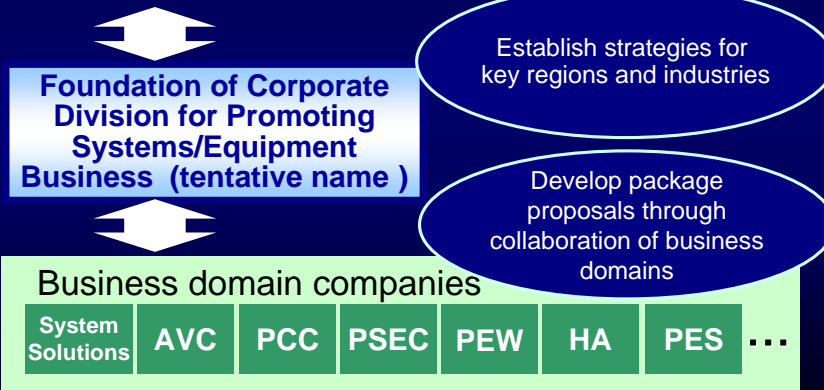 Establish strategies for
key regions and industries
Foundation of Corporate
Division for Promoting
Systems/Equipment
Business (tentative name )
Develop package
proposals through
collaboration of business
domains
Business domain companies
System
Solutions
AVC
PCC
PSEC
PEW
HA
PES
...